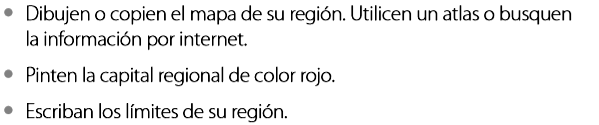 • Dibujen o copien el mapa de su región. Utilicen un atlas o busquen
la información por internet.
• Pinten la capital regional de color rojo.
• Escriban los límites de su región.